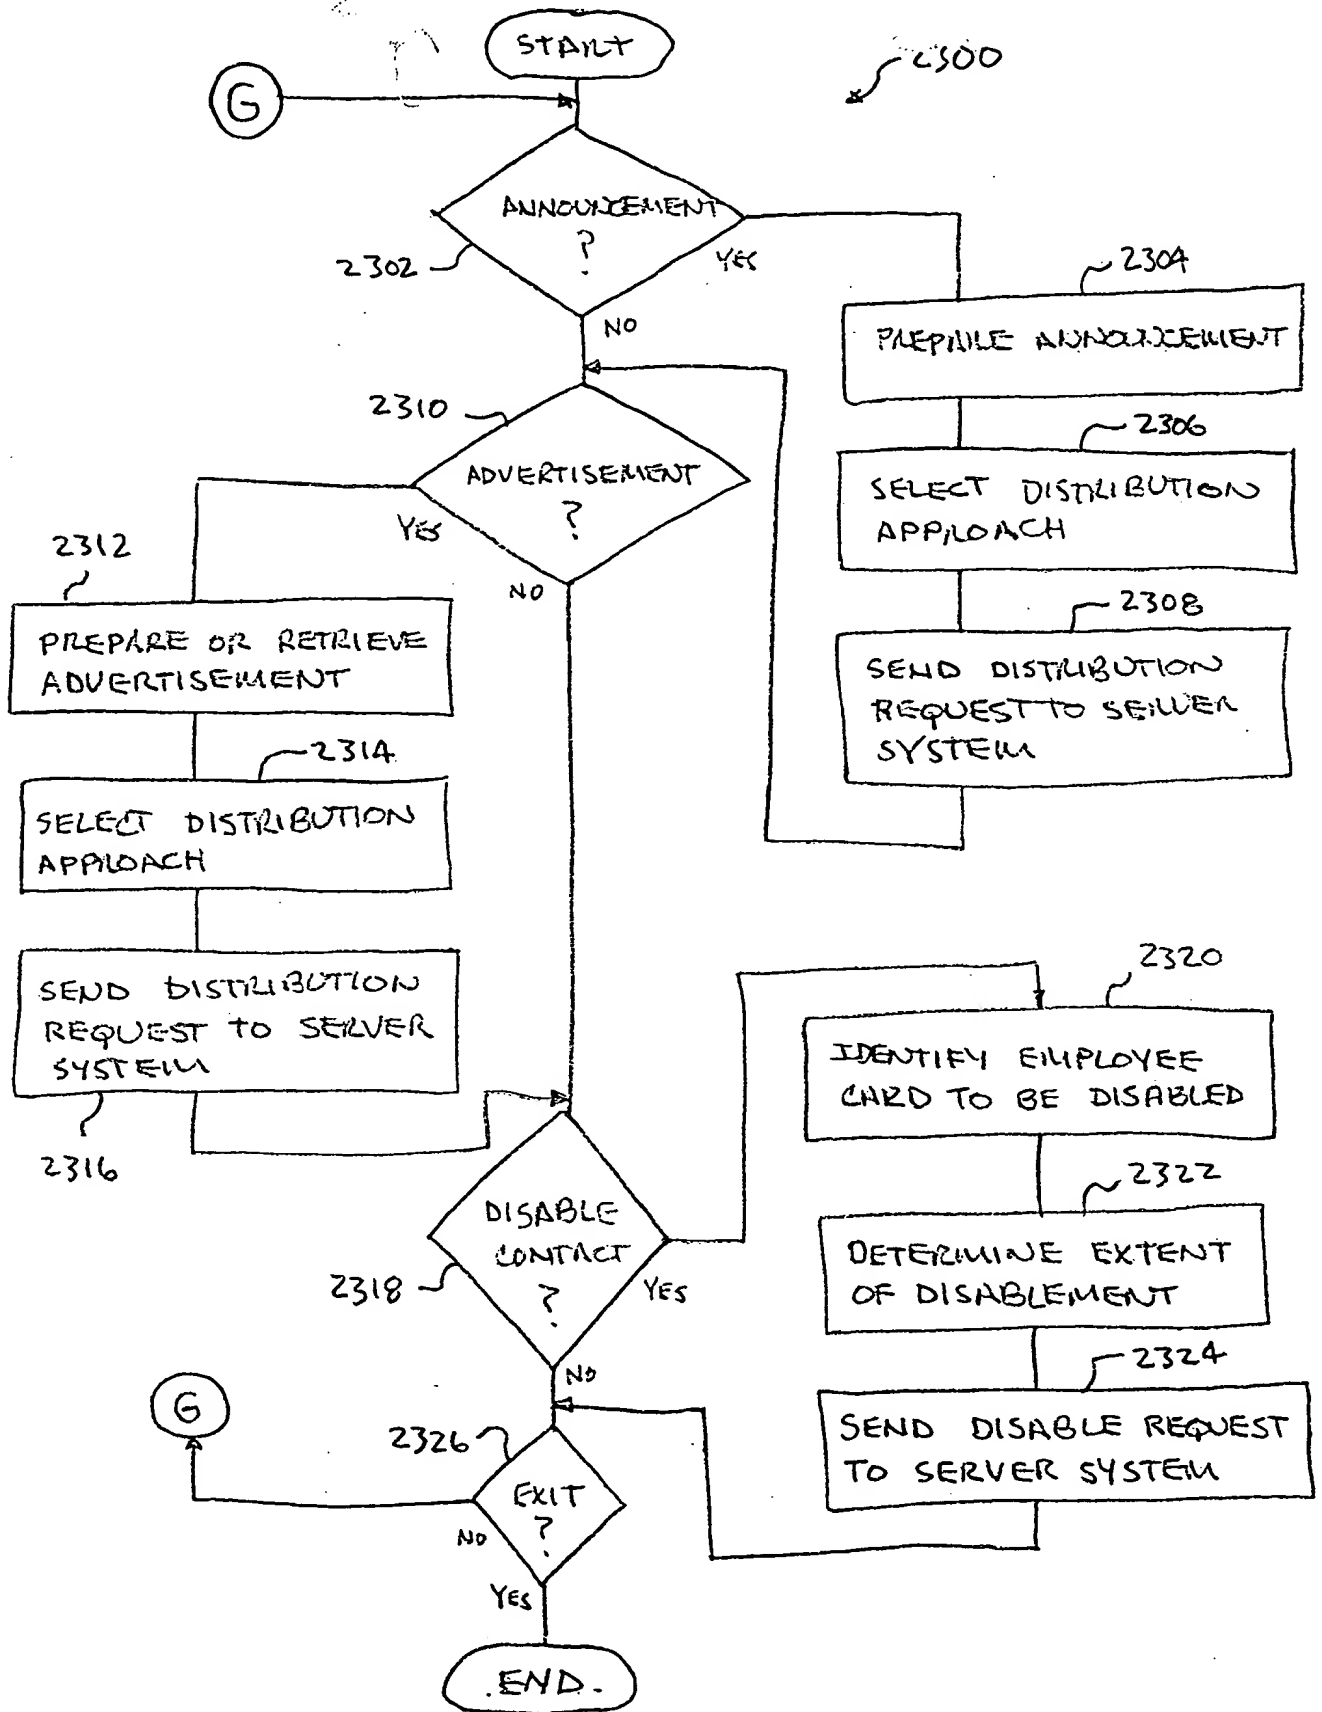 START
2300
G
ANNOUNCEMENT
?
2302
YES
NO
2304
PREPARE ANNOUNCEMENT
2306
SELECT DISTRIBUTION
APPROACH
2308
SEND DISTRIBUTION
REQUEST TO SERVER
SYSTEM
2310
ADVERTISEMENT
?
YES
NO
2312
PREPARE OR RETRIEVE
ADVERTISEMENT
2314
SELECT DISTRIBUTION
APPROACH
SEND DISTRIBUTION
REQUEST TO SERVER
SYSTEM
2316
DISABLE
CONTACT
?
2318
YES
NO
2320
IDENTIFY EMPLOYEE
CARD TO BE DISABLED
2322
DETERMINE EXTENT
OF DISABLEMENT
2324
SEND DISABLE REQUEST
TO SERVER SYSTEM
G
2326
EXIT
?
NO
YES
END